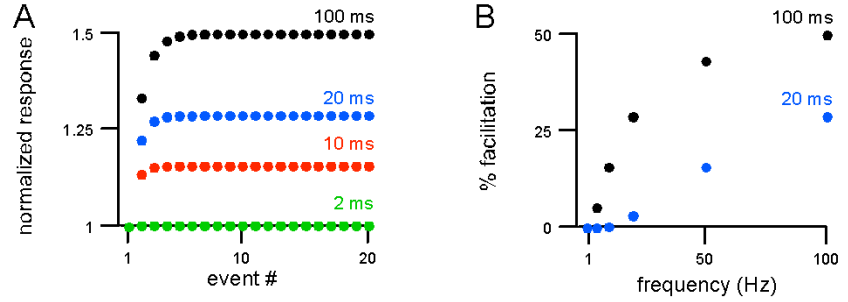 A
100 ms
1.5
20 ms
1.25
10 ms
2 ms
1
1
10
20
event #
normalized response
B
50
100 ms
20 ms
25
0
1
50
100
frequency (Hz)
% facilitation